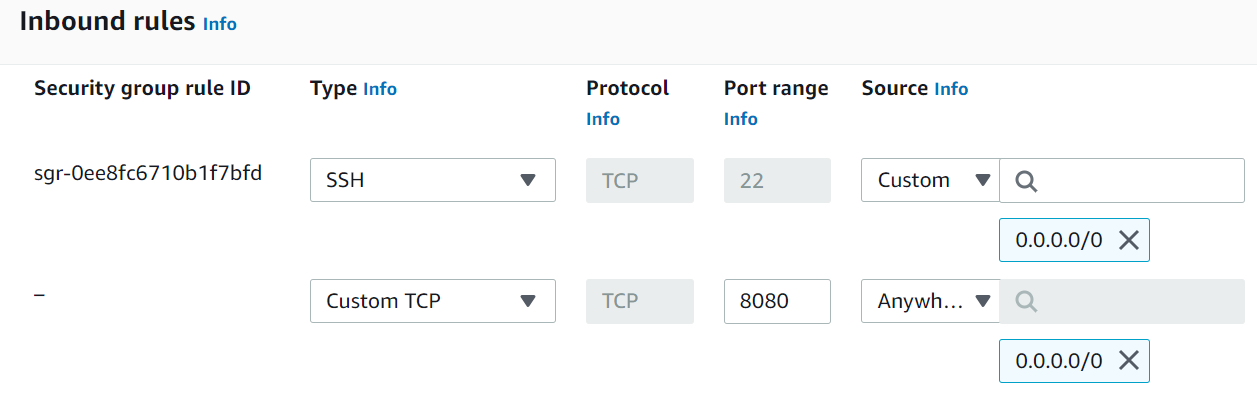 Inbound rules Info
Security group rule ID Type Info Protocol Info Port range Info Source Info
sgr-0ee8fc6710b1f7bfd SSH TCP 22 Custom
0.0.0.0/0
– Custom TCP TCP 8080 Anywh...
0.0.0.0/0